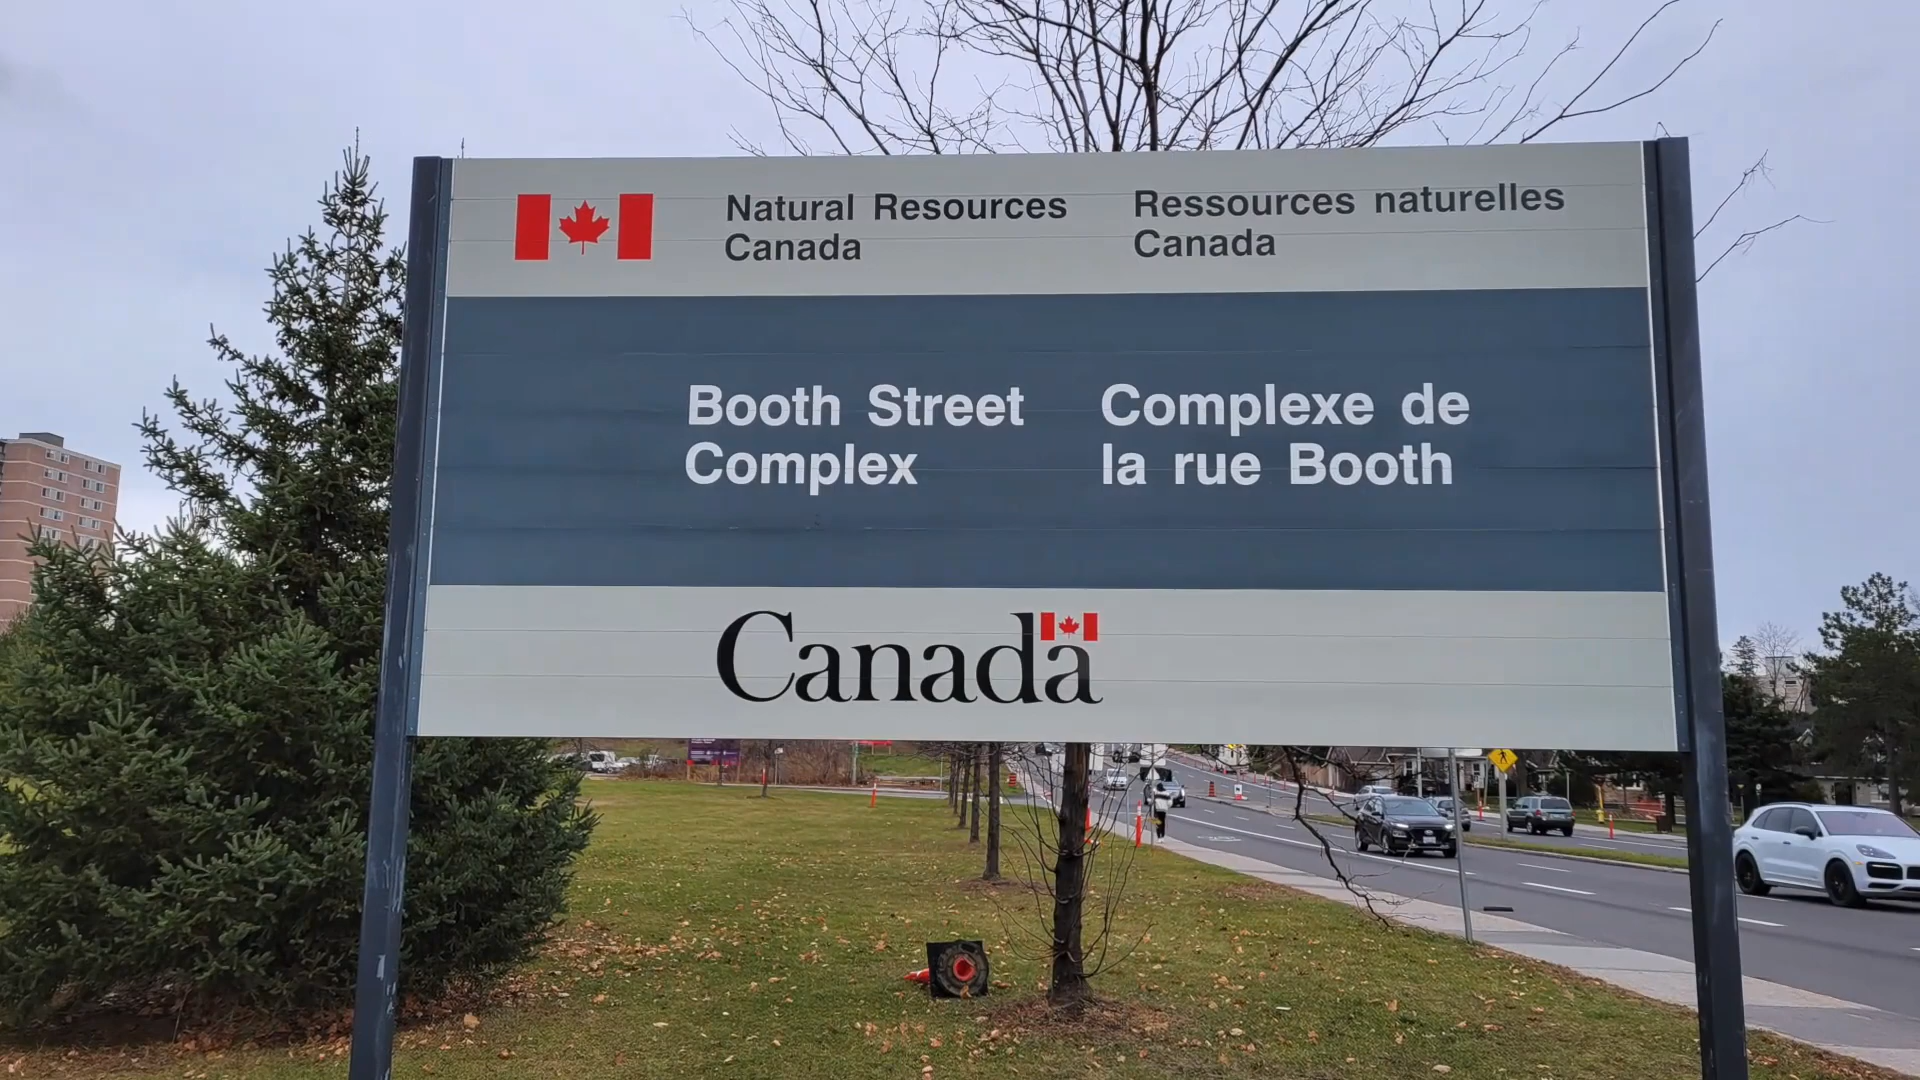 Natural Resources
Canada
Ressources naturelles
Canada
Booth Street
Complex
Complexe de
la rue Booth
Canada